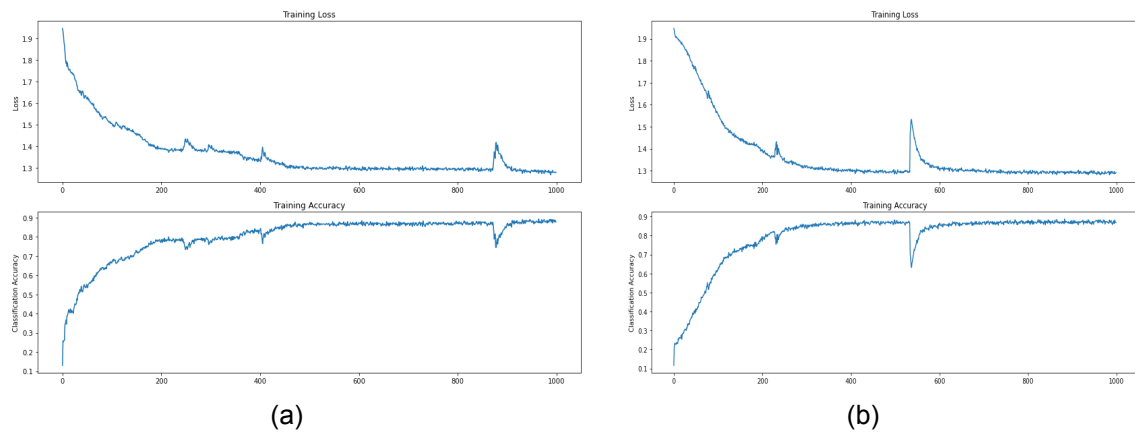 Training Loss
Loss
1.9
1.8
1.7
1.6
1.5
1.4
1.3
0 200 400 600 800 1000
Training Accuracy
Classification Accuracy
0.9
0.8
0.7
0.6
0.5
0.4
0.3
0.2
0.1
0 200 400 600 800 1000
(a)
Training Loss
Loss
1.9
1.8
1.7
1.6
1.5
1.4
1.3
0 200 400 600 800 1000
Training Accuracy
Classification Accuracy
0.9
0.8
0.7
0.6
0.5
0.4
0.3
0.2
0.1
0 200 400 600 800 1000
(b)